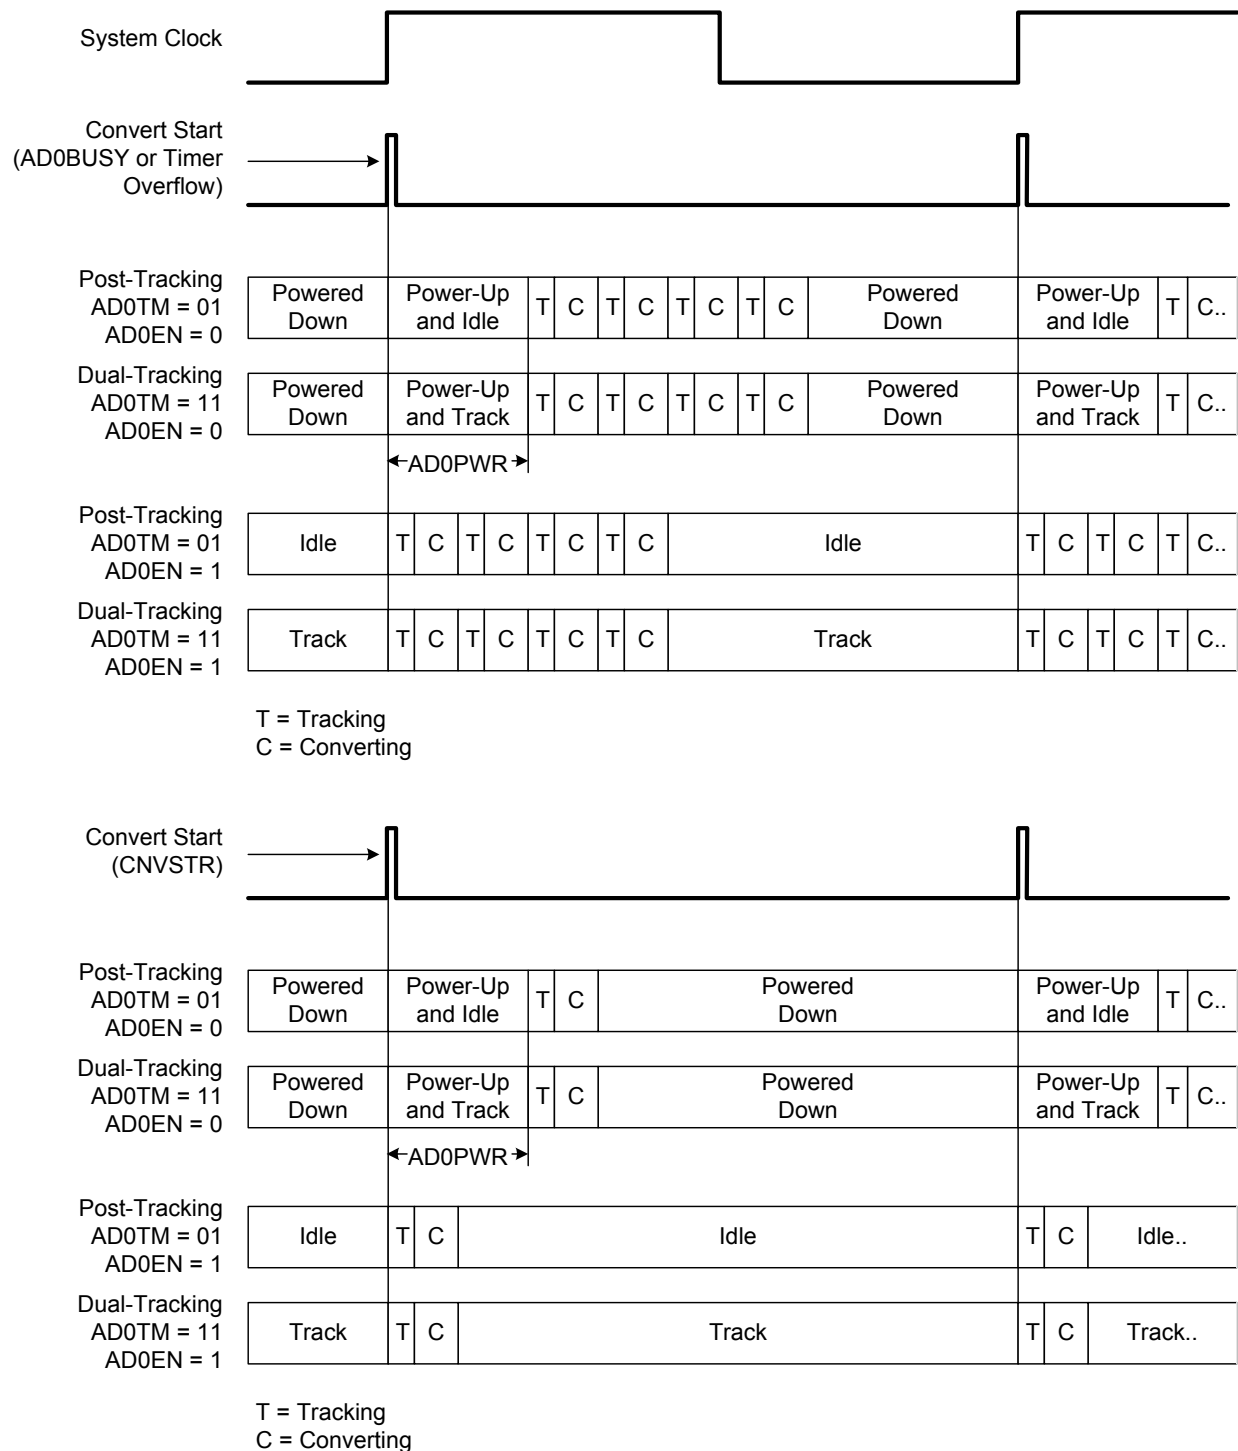 System Clock
Convert Start
(AD0BUSY or Timer
Overflow)
Post-Tracking
AD0TM = 01
AD0EN = 0
Powered
Down
Power-Up
and Idle
T C T C T C T C
Powered
Down
Power-Up
and Idle
T C..
Dual-Tracking
AD0TM = 11
AD0EN = 0
Powered
Down
Power-Up
and Track
T C T C T C T C
Powered
Down
Power-Up
and Track
T C..
AD0PWR
Post-Tracking
AD0TM = 01
AD0EN = 1
Idle T C T C T C T C Idle T C T C T C..
Dual-Tracking
AD0TM = 11
AD0EN = 1
Track T C T C T C T C Track T C T C T C..
T = Tracking
C = Converting
Convert Start
(CNVSTR)
Post-Tracking
AD0TM = 01
AD0EN = 0
Powered
Down
Power-Up
and Idle
T C
Powered
Down
Power-Up
and Idle
T C..
Dual-Tracking
AD0TM = 11
AD0EN = 0
Powered
Down
Power-Up
and Track
T C
Powered
Down
Power-Up
and Track
T C..
AD0PWR
Post-Tracking
AD0TM = 01
AD0EN = 1
Idle T C Idle T C Idle..
Dual-Tracking
AD0TM = 11
AD0EN = 1
Track T C Track T C Track..
T = Tracking
C = Converting